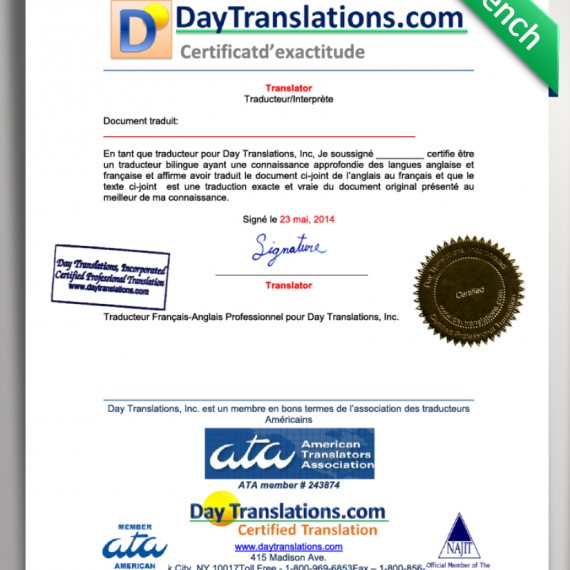 DayTranslations.com
ench
Certificatd’exactitude
Translator
Traducteur/Interprète
Document traduit:
En tant que traducteur pour Day Translations, Inc, Je soussigné _________ certifie être
un traducteur bilingue ayant une connaissance approfondie des langues anglaise et
française et affirme avoir traduit le document ci-joint de l’anglais au français et que le
texte ci-joint est une traduction exacte et vraie du document original présenté au
meilleur de ma connaissance.
Signé le 23 mai, 2014
Signature
Day Translations, Incorporated
Certified Professional Translation
www.daytranslations.com
Certified
Translator
Traducteur Français-Anglais Professionnel pour Day Translations, Inc.
Day Translations, Inc. est un membre en bons termes de l’association des traducteurs
Américains
ata American
Translators
Association
ATA member # 243874
Day Translations.com
Certified Translation
MEMBER
ata
AMERICAN
www.daytranslations.com
415 Madison Ave.
k City, NY 10017Toll Free - 1-800-969-6853Fax – 1-800-856-
NAJIT
Official Member of The